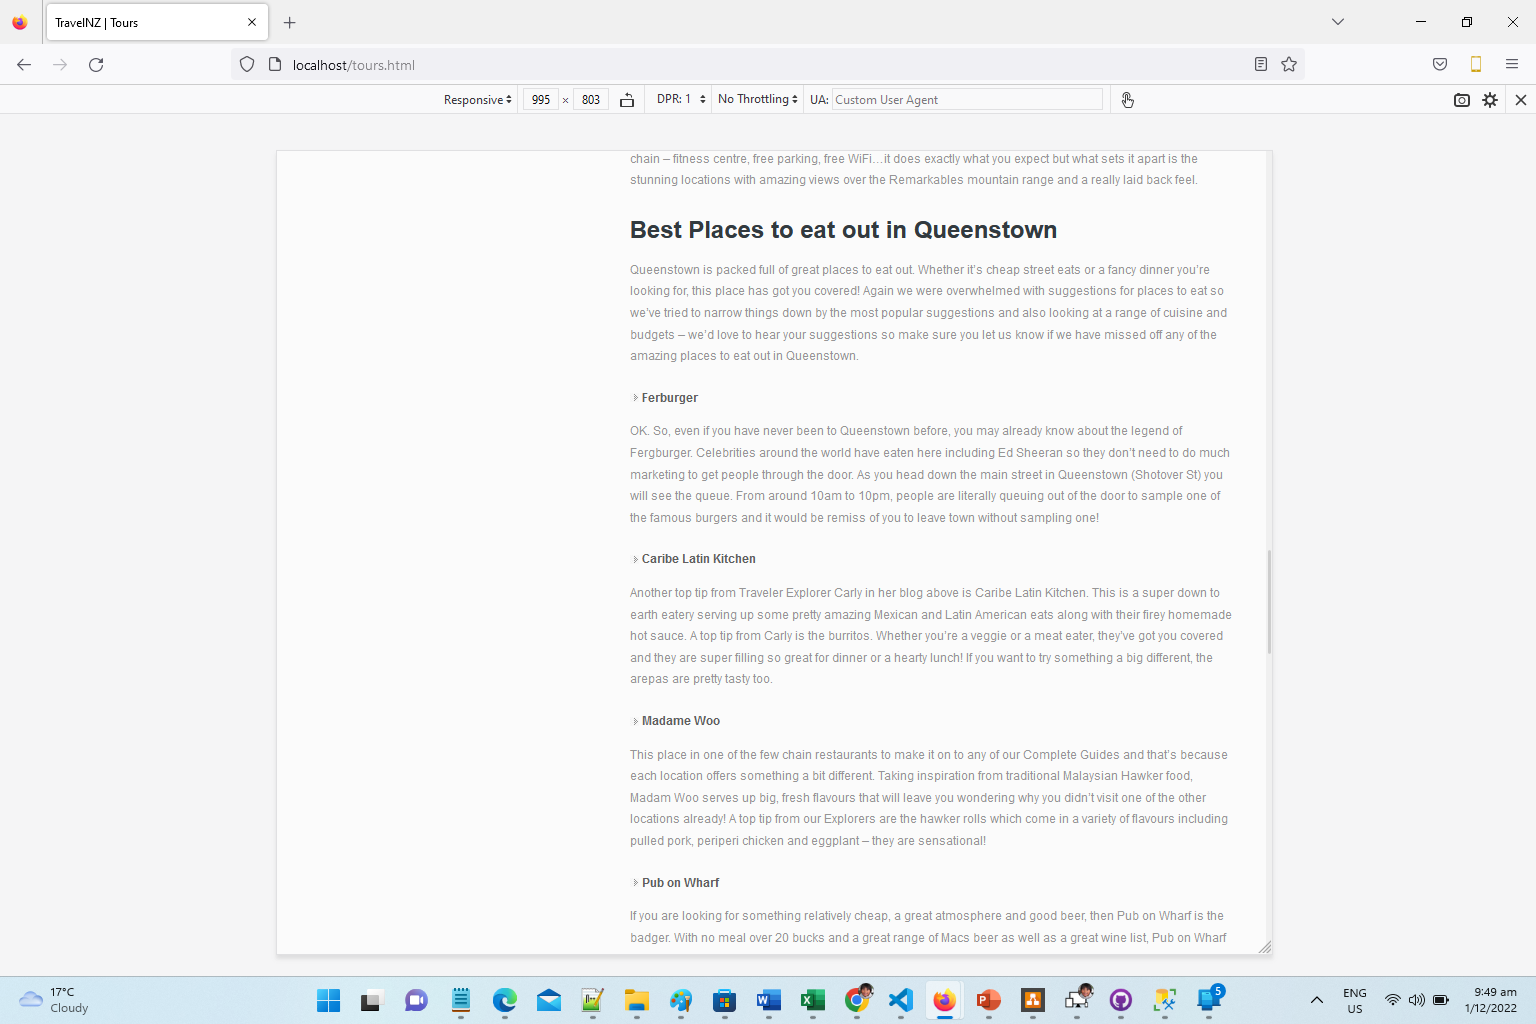 TravelNZ | Tours
localhost/tours.html
Responsive 995 × 803 DPR: 1 No Throttling UA: Custom User Agent
chain – fitness centre, free parking, free WiFi…it does exactly what you expect but what sets it apart is the
stunning locations with amazing views over the Remarkables mountain range and a really laid back feel.
Best Places to eat out in Queenstown
Queenstown is packed full of great places to eat out. Whether it's cheap street eats or a fancy dinner you're
looking for, this place has got you covered! Again we were overwhelmed with suggestions for places to eat so
we've tried to narrow things down by the most popular suggestions and also looking at a range of cuisine and
budgets – we'd love to hear your suggestions so make sure you let us know if we have missed off any of the
amazing places to eat out in Queenstown.
Ferburger
OK. So, even if you have never been to Queenstown before, you may already know about the legend of
Fergburger. Celebrities around the world have eaten here including Ed Sheeran so they don't need to do much
marketing to get people through the door. As you head down the main street in Queenstown (Shotover St) you
will see the queue. From around 10am to 10pm, people are literally queuing out of the door to sample one of
the famous burgers and it would be remiss of you to leave town without sampling one!
Caribe Latin Kitchen
Another top tip from Traveler Explorer Carly in her blog above is Caribe Latin Kitchen. This is a super down to
earth eatery serving up some pretty amazing Mexican and Latin American eats along with their firey homemade
hot sauce. A top tip from Carly is the burritos. Whether you're a veggie or a meat eater, they've got you covered
and they are super filling so great for dinner or a hearty lunch! If you want to try something a big different, the
arepas are pretty tasty too.
Madame Woo
This place in one of the few chain restaurants to make it on to any of our Complete Guides and that's because
each location offers something a bit different. Taking inspiration from traditional Malaysian Hawker food,
Madam Woo serves up big, fresh flavours that will leave you wondering why you didn't visit one of the other
locations already! A top tip from our Explorers are the hawker rolls which come in a variety of flavours including
pulled pork, periperi chicken and eggplant – they are sensational!
Pub on Wharf
If you are looking for something relatively cheap, a great atmosphere and good beer, then Pub on Wharf is the
badger. With no meal over 20 bucks and a great range of Macs beer as well as a great wine list, Pub on Wharf
17°C
Cloudy
5
ENG
US
9:49 am
1/12/2022